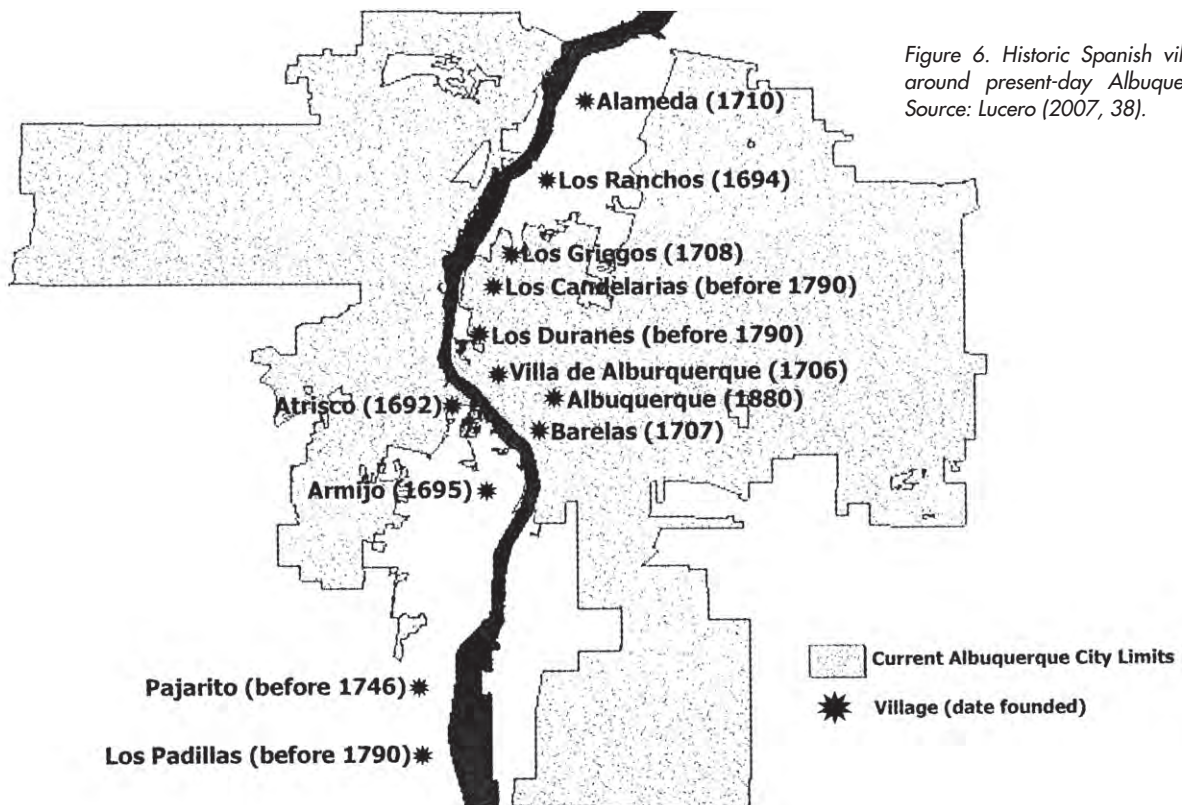 Figure 6. Historic Spanish
around present-day
Source: Lucero (2007, 38).
Alameda (1710)
Los Ranchos (1694)
Los Griegos (1708)
Los Candelarias (before 1790)
Los Duranes (before 1790)
Villa de Alburquerque (1706)
Albuquerque (1880)
Atrisco (1692)
Barelas (1707)
Armijo (1695)
Pajarito (before 1746)
Los Padillas (before 1790)
Current Albuquerque City Limits
Village (date founded)